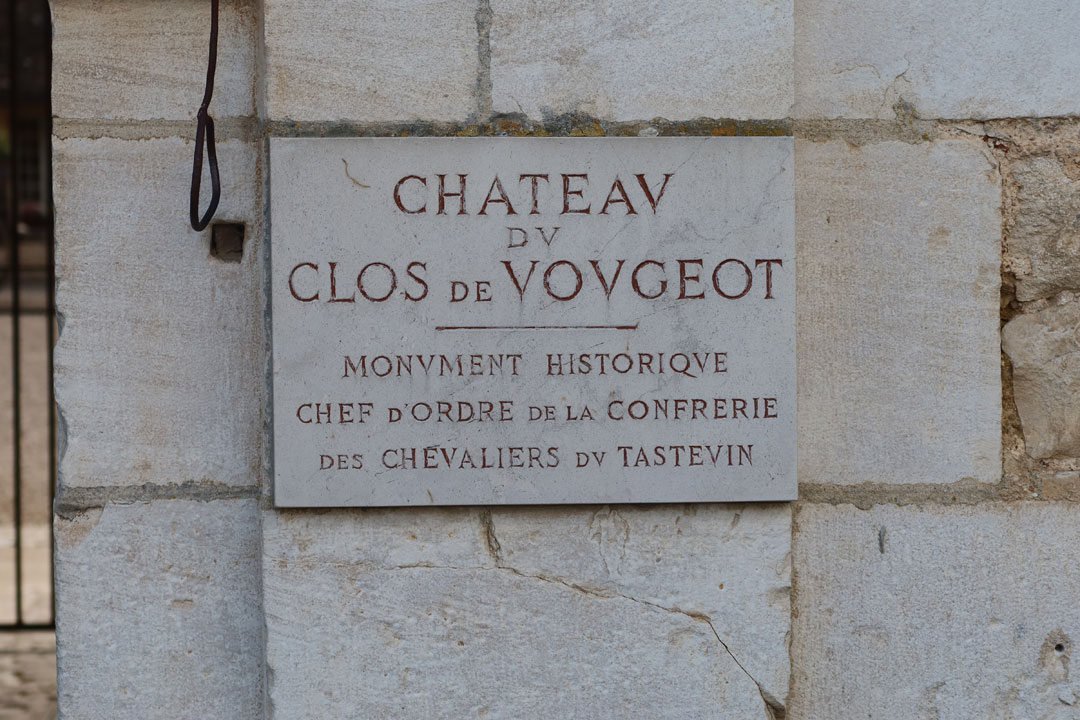 CHATEAV
DV
CLOS DE VOVGEOT
MONVMENT HISTORIQVE
CHEF D'ORDRE DE LA CONFRERIE
DES CHEVALIERS DV TASTEVIN